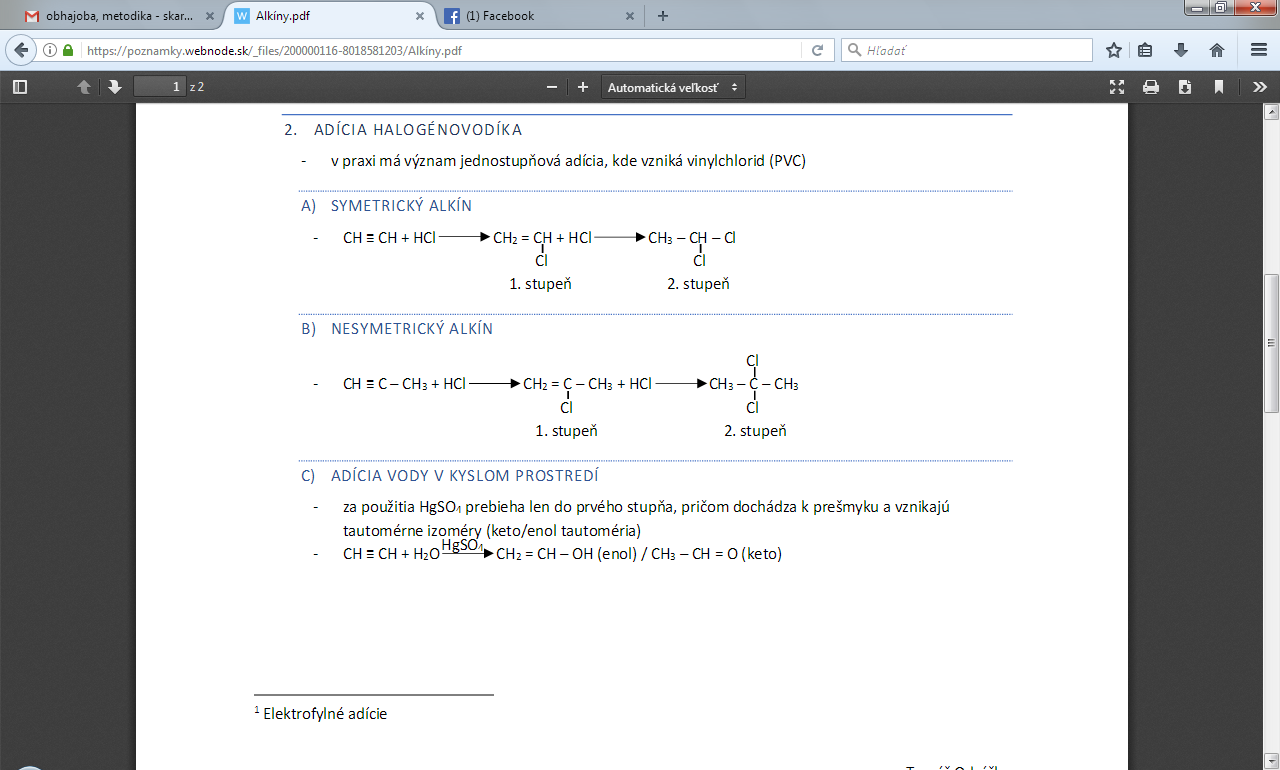 obhajoba, metodika - skar...
Alkíny.pdf
(1) Facebook
https://poznamky.webnode.sk/_files/200000116-8018581203/Alkíny.pdf
Hľadať
1 z 2
Automatická veľkosť
2. ADÍCIA HALOGÉNOVODÍKA
- v praxi má význam jednostupňová adícia, kde vzniká vinylchlorid (PVC)
A) SYMETRICKÝ ALKÍN
- CH ≡ CH + HCl ⟶ CH₂ = CH + HCl ⟶ CH₃ – CH – Cl
Cl Cl
1. stupeň 2. stupeň
B) NESYMETRICKÝ ALKÍN
Cl
- CH ≡ C – CH₃ + HCl ⟶ CH₂ = C – CH₃ + HCl ⟶ CH₃ – C – CH₃
Cl Cl
1. stupeň 2. stupeň
C) ADÍCIA VODY V KYSLOM PROSTREDÍ
- za použitia HgSO₄ prebieha len do prvého stupňa, pričom dochádza k prešmyku a vznikajú
tautomérne izoméry (keto/enol tautoméria)
HgSO₄
- CH ≡ CH + H₂O ⟶ CH₂ = CH – OH (enol) / CH₃ – CH = O (keto)
¹ Elektrofylné adície